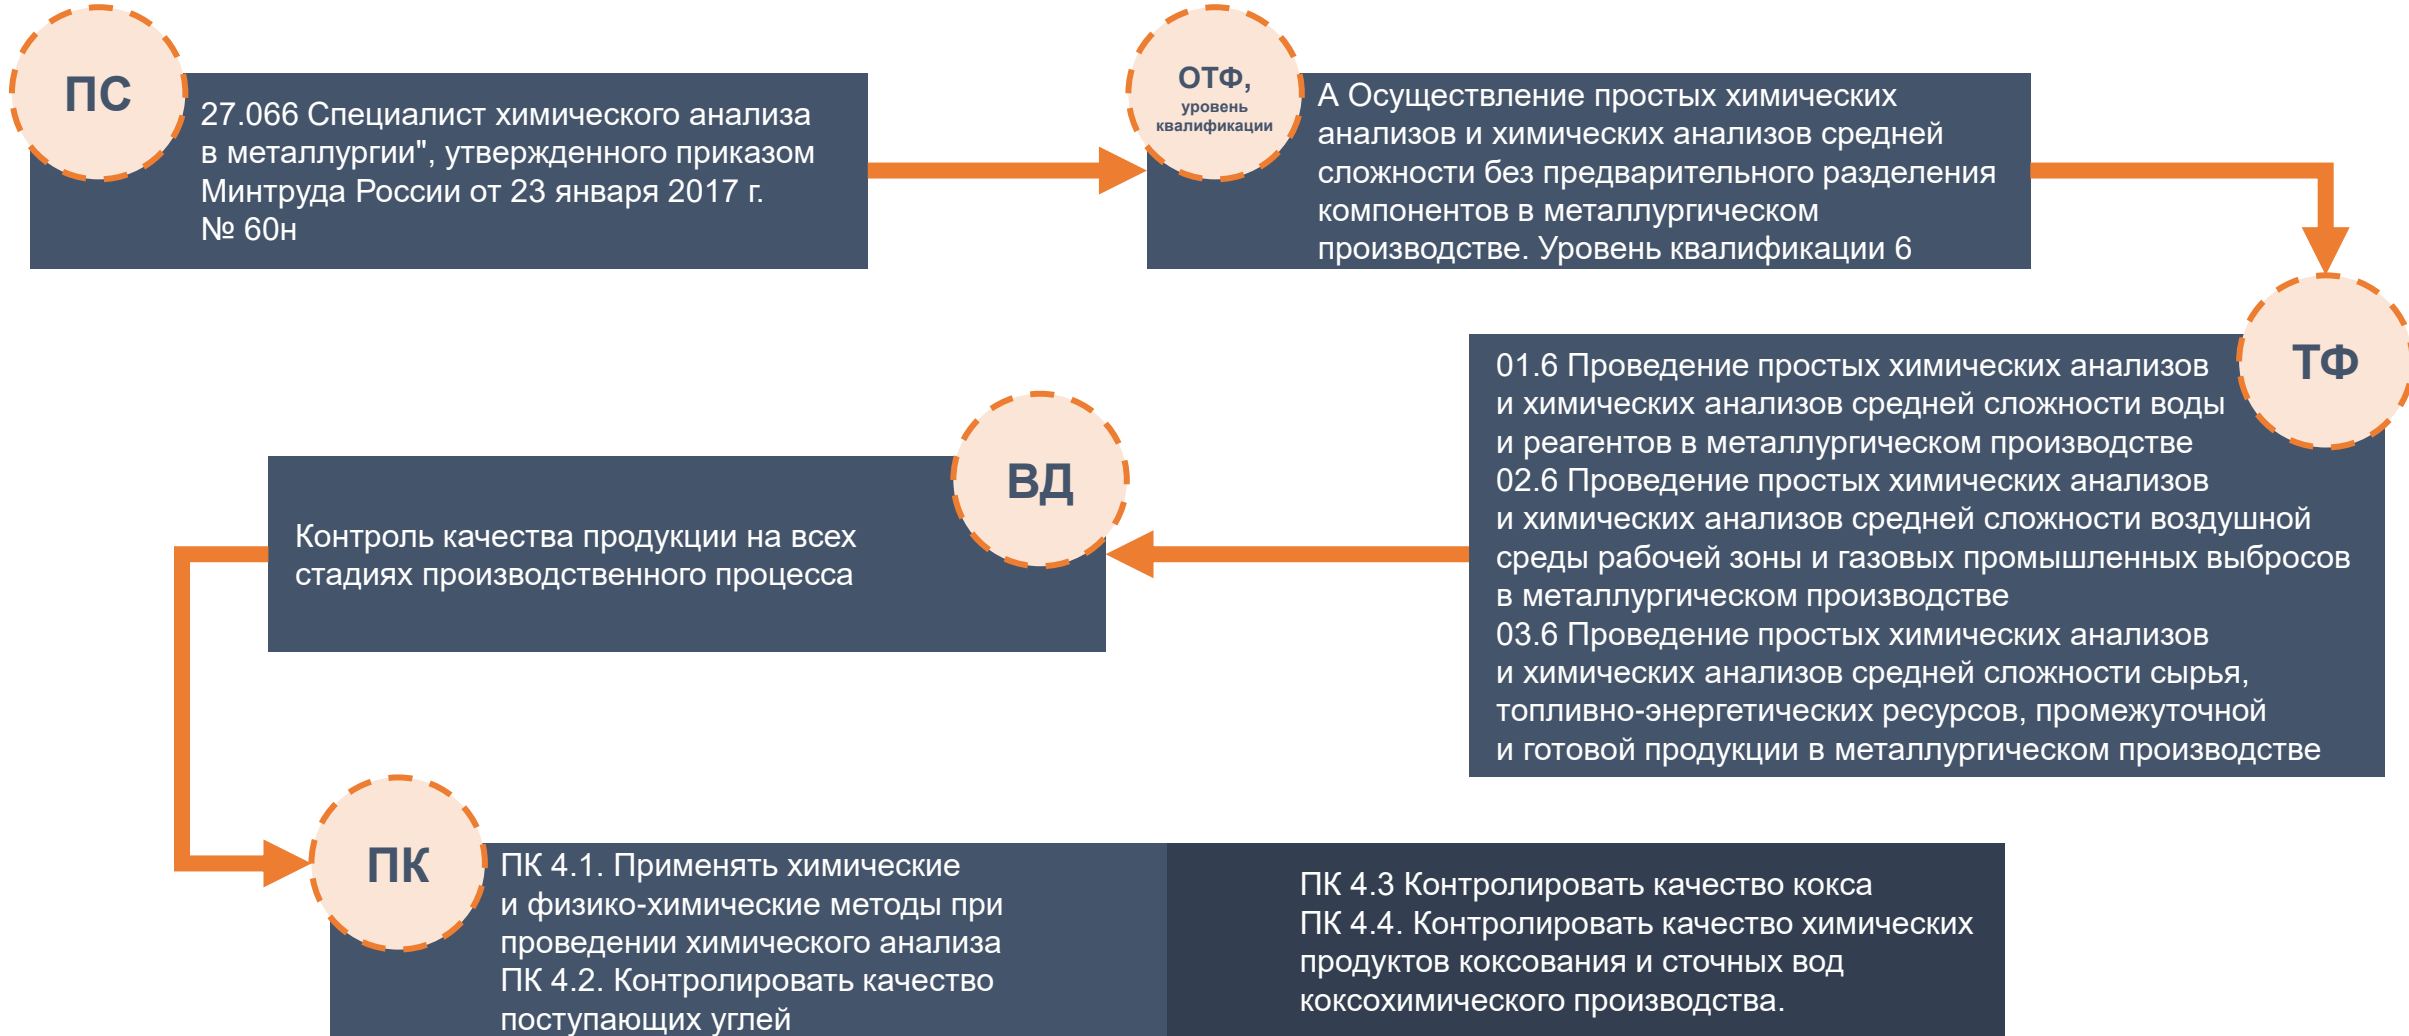 ПС
27.066 Специалист химического анализа
в металлургии", утвержденного приказом
Минтруда России от 23 января 2017 г.
№ 60н
ОТФ,
уровень
квалификации
А Осуществление простых химических
анализов и химических анализов средней
сложности без предварительного разделения
компонентов в металлургическом
производстве. Уровень квалификации 6
ТФ
01.6 Проведение простых химических анализов
и химических анализов средней сложности воды
и реагентов в металлургическом производстве
02.6 Проведение простых химических анализов
и химических анализов средней сложности воздушной
среды рабочей зоны и газовых промышленных выбросов
в металлургическом производстве
03.6 Проведение простых химических анализов
и химических анализов средней сложности сырья,
топливно-энергетических ресурсов, промежуточной
и готовой продукции в металлургическом производстве
ВД
Контроль качества продукции на всех
стадиях производственного процесса
ПК
ПК 4.1. Применять химические
и физико-химические методы при
проведении химического анализа
ПК 4.2. Контролировать качество
поступающих углей
ПК 4.3 Контролировать качество кокса
ПК 4.4. Контролировать качество химических
продуктов коксования и сточных вод
коксохимического производства.